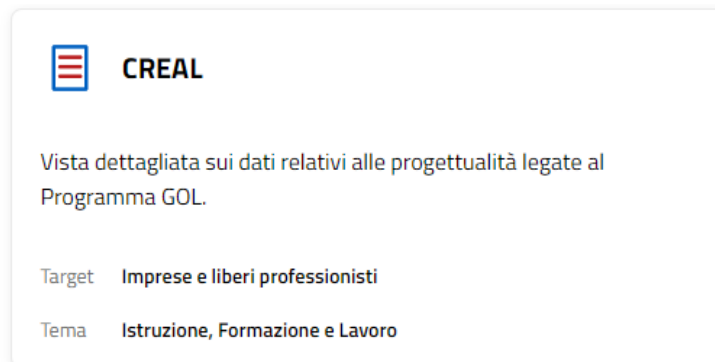 CREAL
Vista dettagliata sui dati relativi alle progettualità legate al
Programma GOL.
Target Imprese e liberi professionisti
Tema Istruzione, Formazione e Lavoro